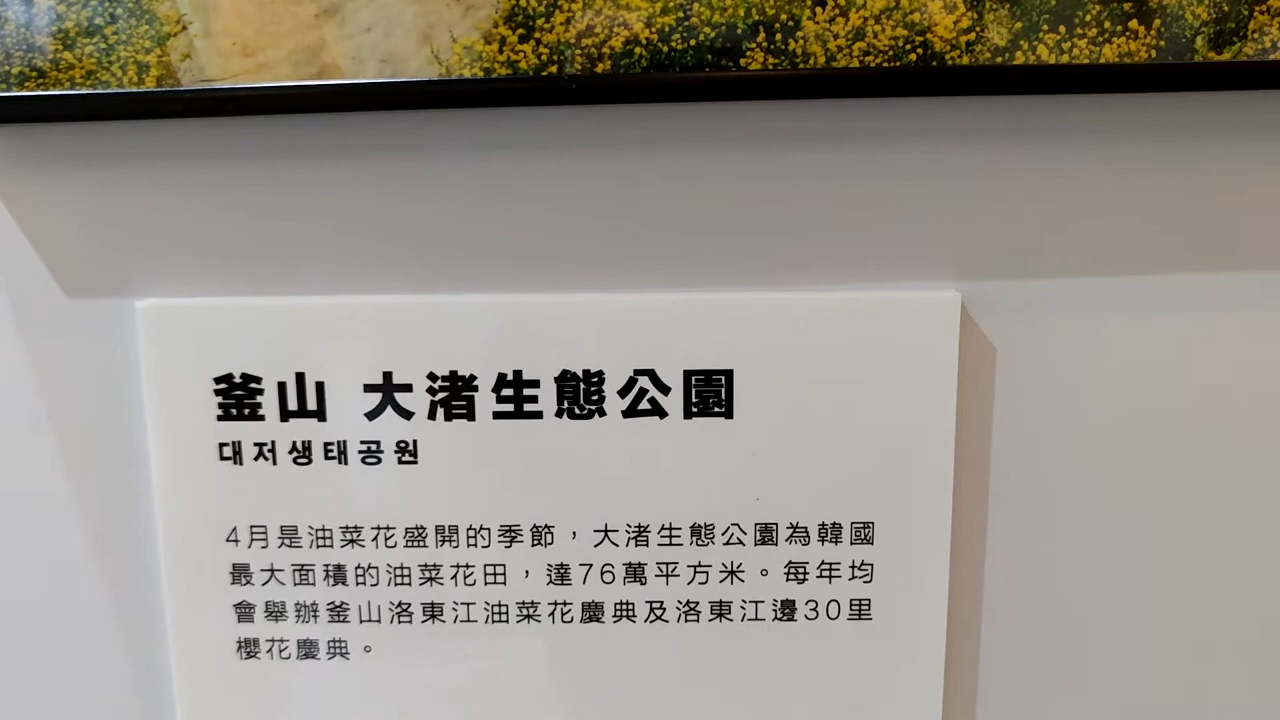 釜山 大渚生態公園
대저생태공원
4月是油菜花盛開的季節，大渚生態公園為韓國
最大面積的油菜花田，達76萬平方米。每年均
會舉辦釜山洛東江油菜花慶典及洛東江邊30里
櫻花慶典。